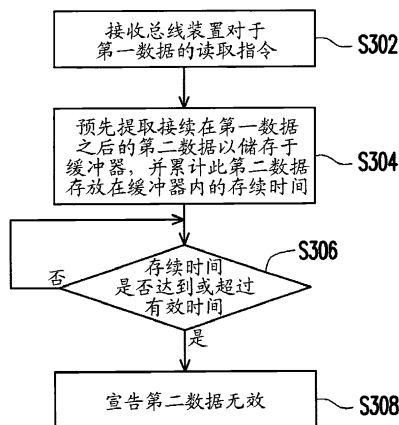 接收总线装置对于
第一数据的读取指令
S302
预先提取接续在第一数据
之后的第二数据以储存于
缓冲器，并累计此第二数据
存放在缓冲器内的存续时间
S304
S306
存续时间
是否达到或超过
有效时间
否
是
宣告第二数据无效
S308